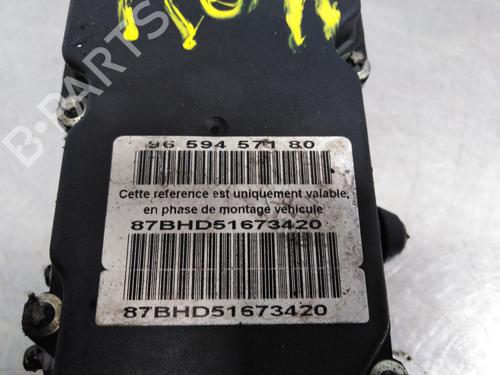 B-PARTS
96 594 571 80
Cette reference est uniquement valable,
en phase de montage vehicule
87BHD51673420
87BHD51673420